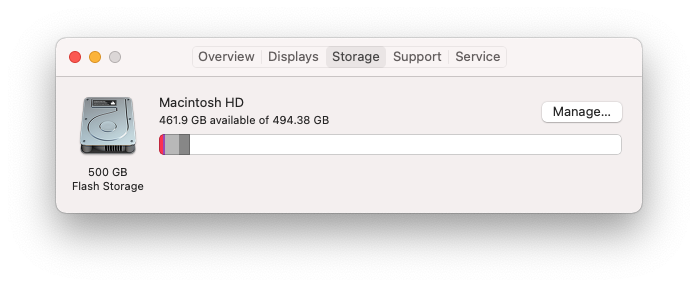 Overview Displays Storage Support Service
Macintosh HD
461.9 GB available of 494.38 GB
Manage...
500 GB
Flash Storage